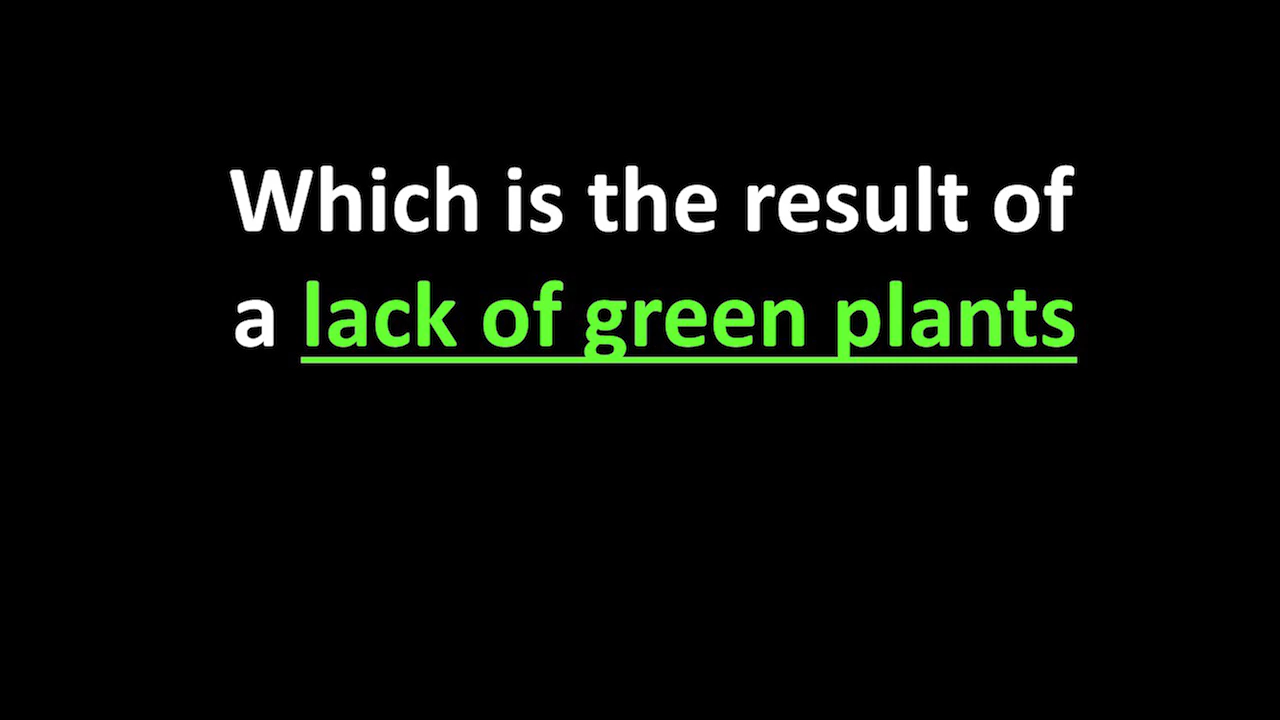 Which is the result of
a lack of green plants